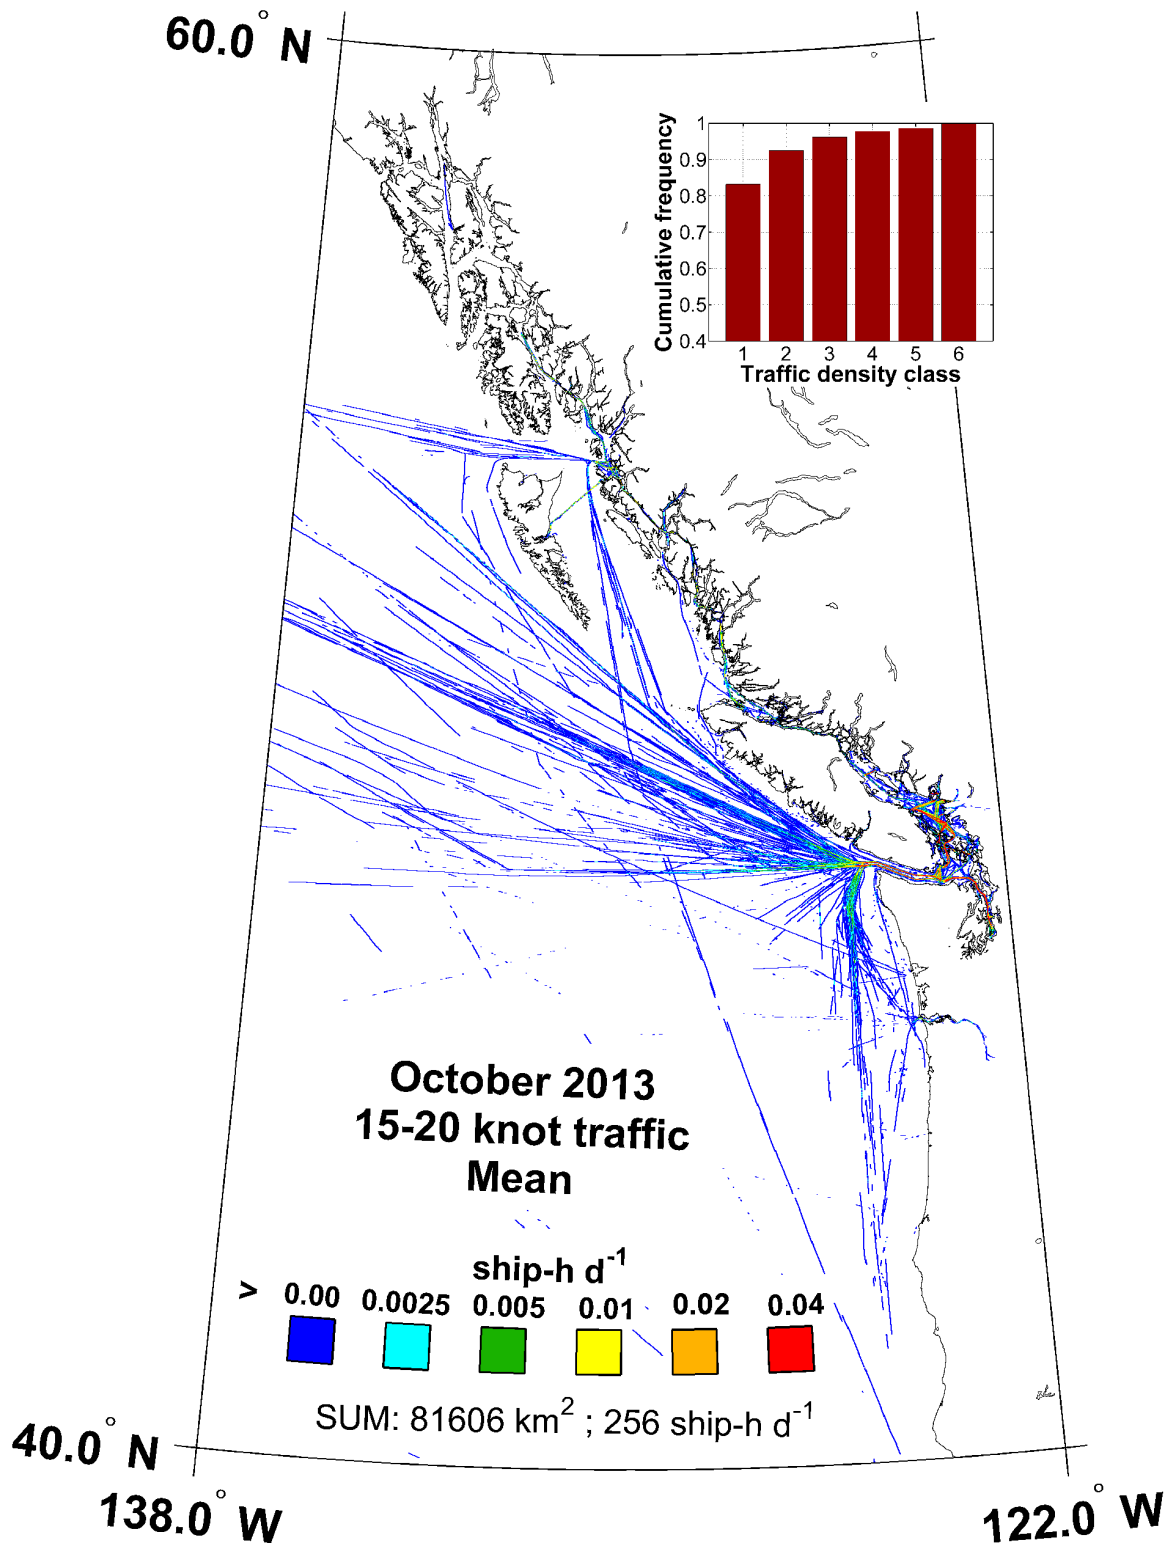 60.0° N
Cumulative frequency
1
0.9
0.8
0.7
0.6
0.5
0.4
1 2 3 4 5 6
Traffic density class
October 2013
15-20 knot traffic
Mean
ship-h d⁻¹
> 0.00 0.0025 0.005 0.01 0.02 0.04
SUM: 81606 km² ; 256 ship-h d⁻¹
40.0° N
138.0° W
122.0° W